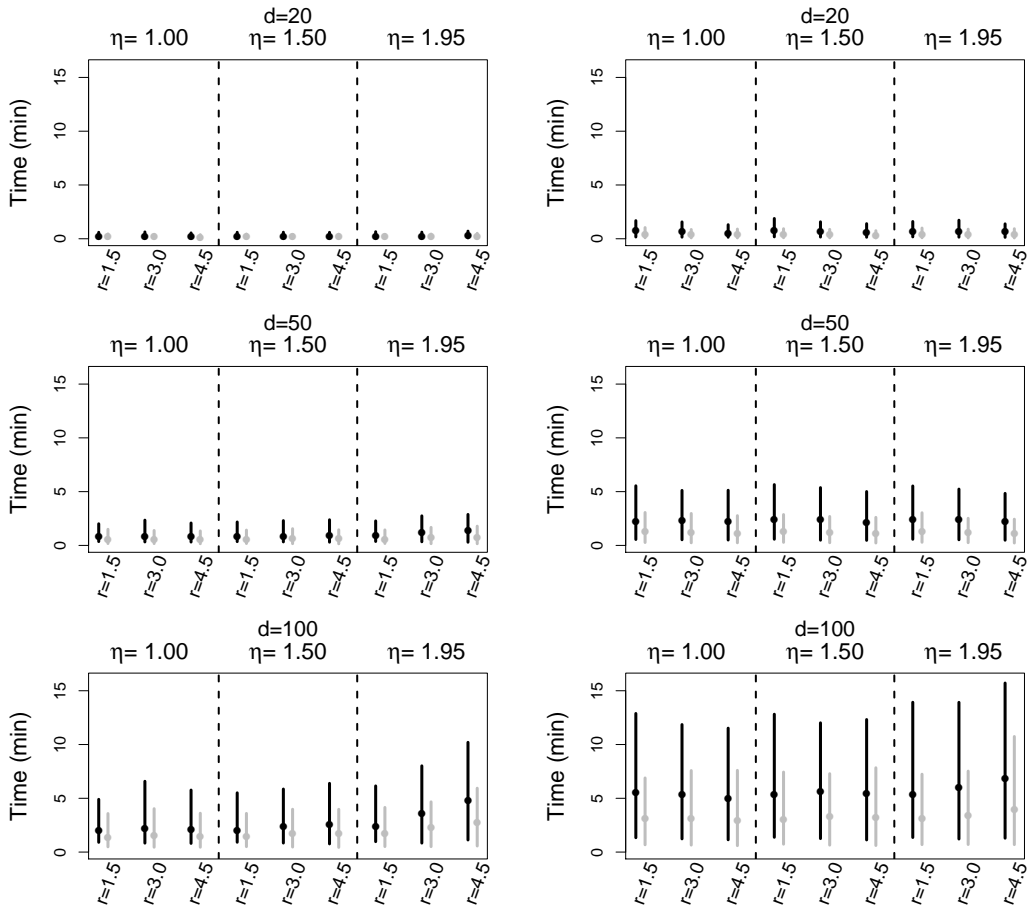 d=20
η= 1.00 η= 1.50 η= 1.95
Time (min)
15
10
5
0
r=1.5 r=3.0 r=4.5 r=1.5 r=3.0 r=4.5 r=1.5 r=3.0 r=4.5
d=20
η= 1.00 η= 1.50 η= 1.95
Time (min)
15
10
5
0
r=1.5 r=3.0 r=4.5 r=1.5 r=3.0 r=4.5 r=1.5 r=3.0 r=4.5
d=50
η= 1.00 η= 1.50 η= 1.95
Time (min)
15
10
5
0
r=1.5 r=3.0 r=4.5 r=1.5 r=3.0 r=4.5 r=1.5 r=3.0 r=4.5
d=50
η= 1.00 η= 1.50 η= 1.95
Time (min)
15
10
5
0
r=1.5 r=3.0 r=4.5 r=1.5 r=3.0 r=4.5 r=1.5 r=3.0 r=4.5
d=100
η= 1.00 η= 1.50 η= 1.95
Time (min)
15
10
5
0
r=1.5 r=3.0 r=4.5 r=1.5 r=3.0 r=4.5 r=1.5 r=3.0 r=4.5
d=100
η= 1.00 η= 1.50 η= 1.95
Time (min)
15
10
5
0
r=1.5 r=3.0 r=4.5 r=1.5 r=3.0 r=4.5 r=1.5 r=3.0 r=4.5